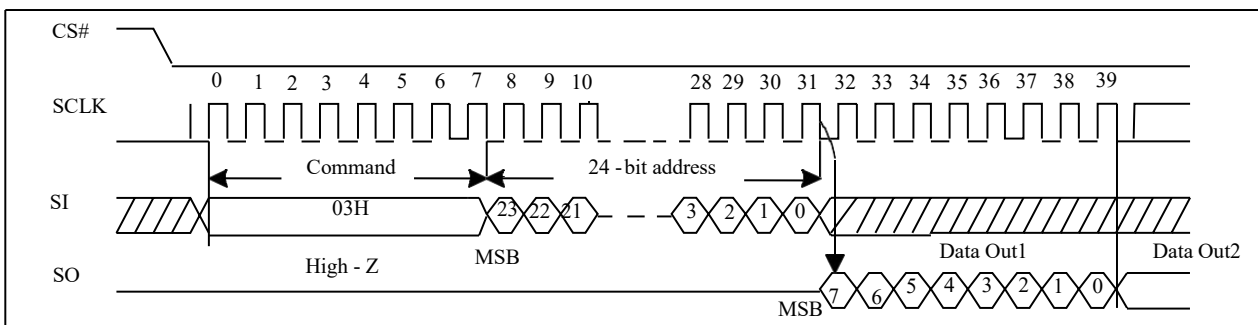 CS#
0 1 2 3 4 5 6 7 8 9 10 28 29 30 31 32 33 34 35 36 37 38 39
SCLK
Command 24 - bit address
SI
03H 23 22 21 3 2 1 0
High - Z MSB Data Out1 Data Out2
SO
MSB 7 6 5 4 3 2 1 0